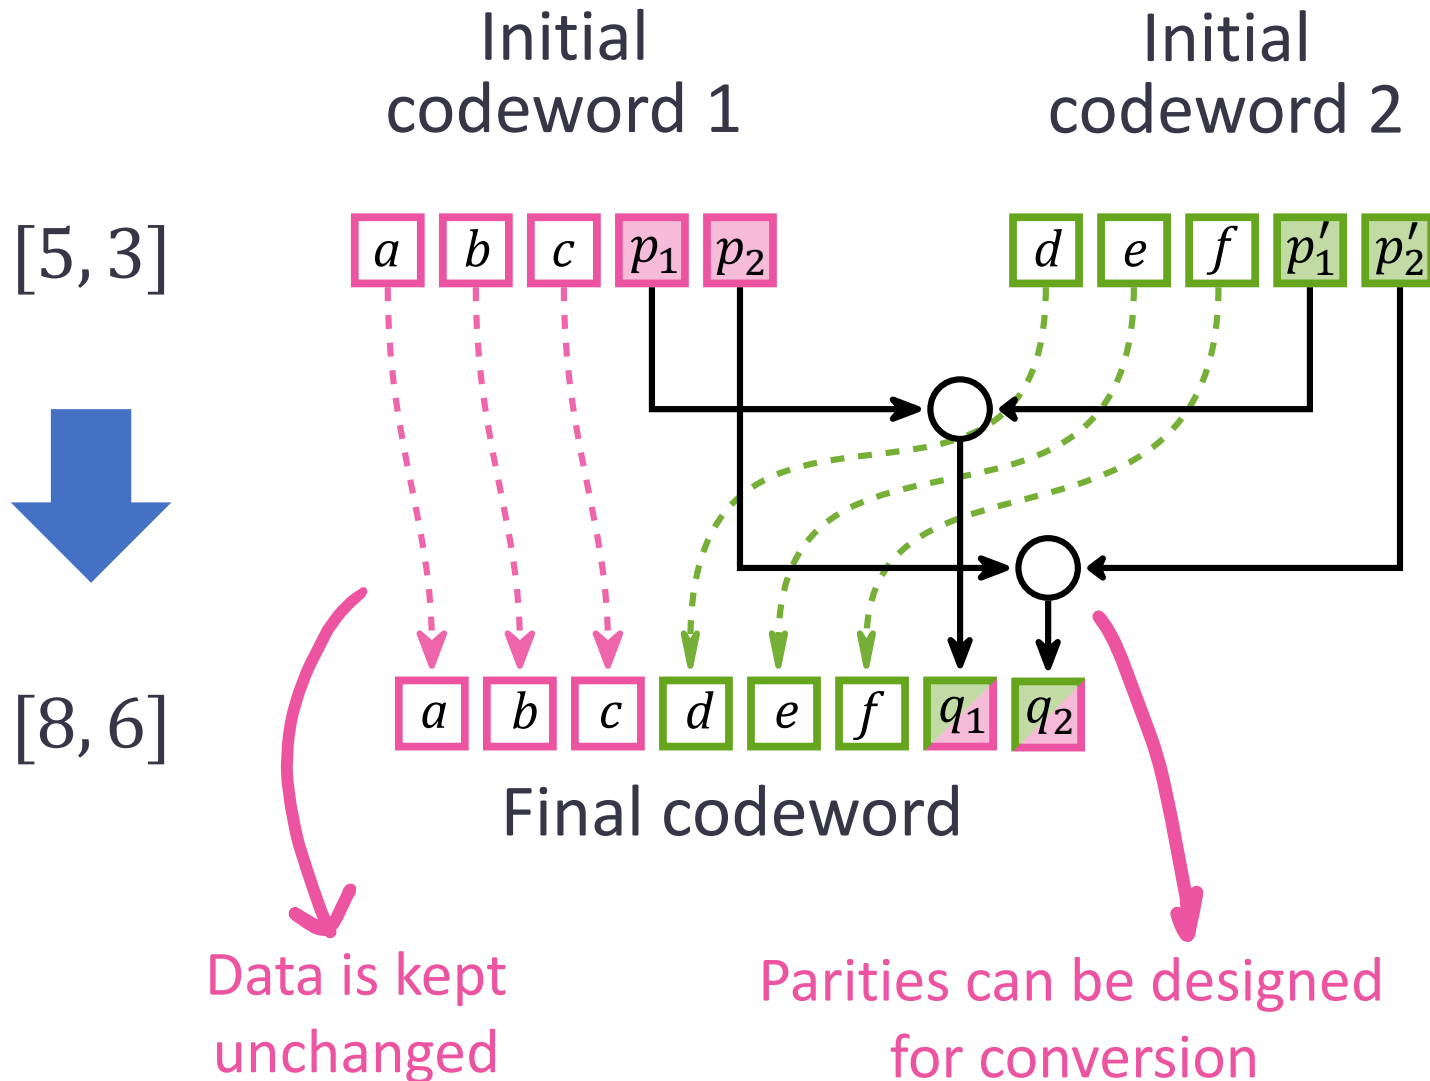 Initial
codeword 1
Initial
codeword 2
[5, 3]
a b c p₁ p₂
d e f p′₁ p′₂
[8, 6]
a b c d e f q₁ q₂
Final codeword
Data is kept
unchanged
Parities can be designed
for conversion